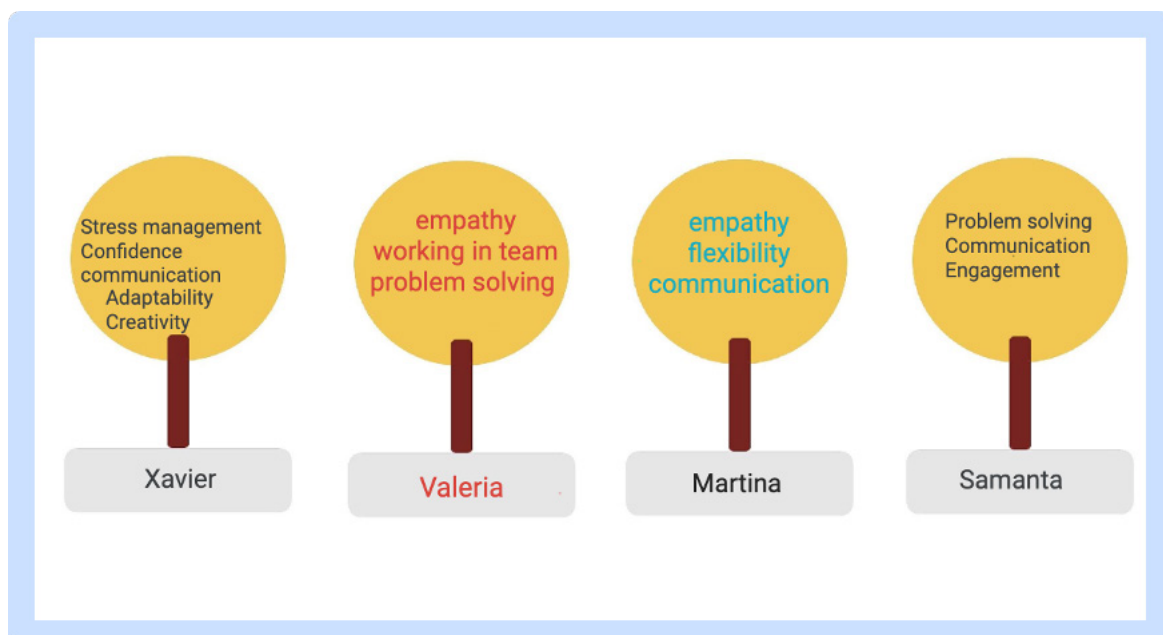 Stress management
Confidence
communication
Adaptability
Creativity
Xavier
empathy
working in team
problem solving
Valeria
empathy
flexibility
communication
Martina
Problem solving
Communication
Engagement
Samanta